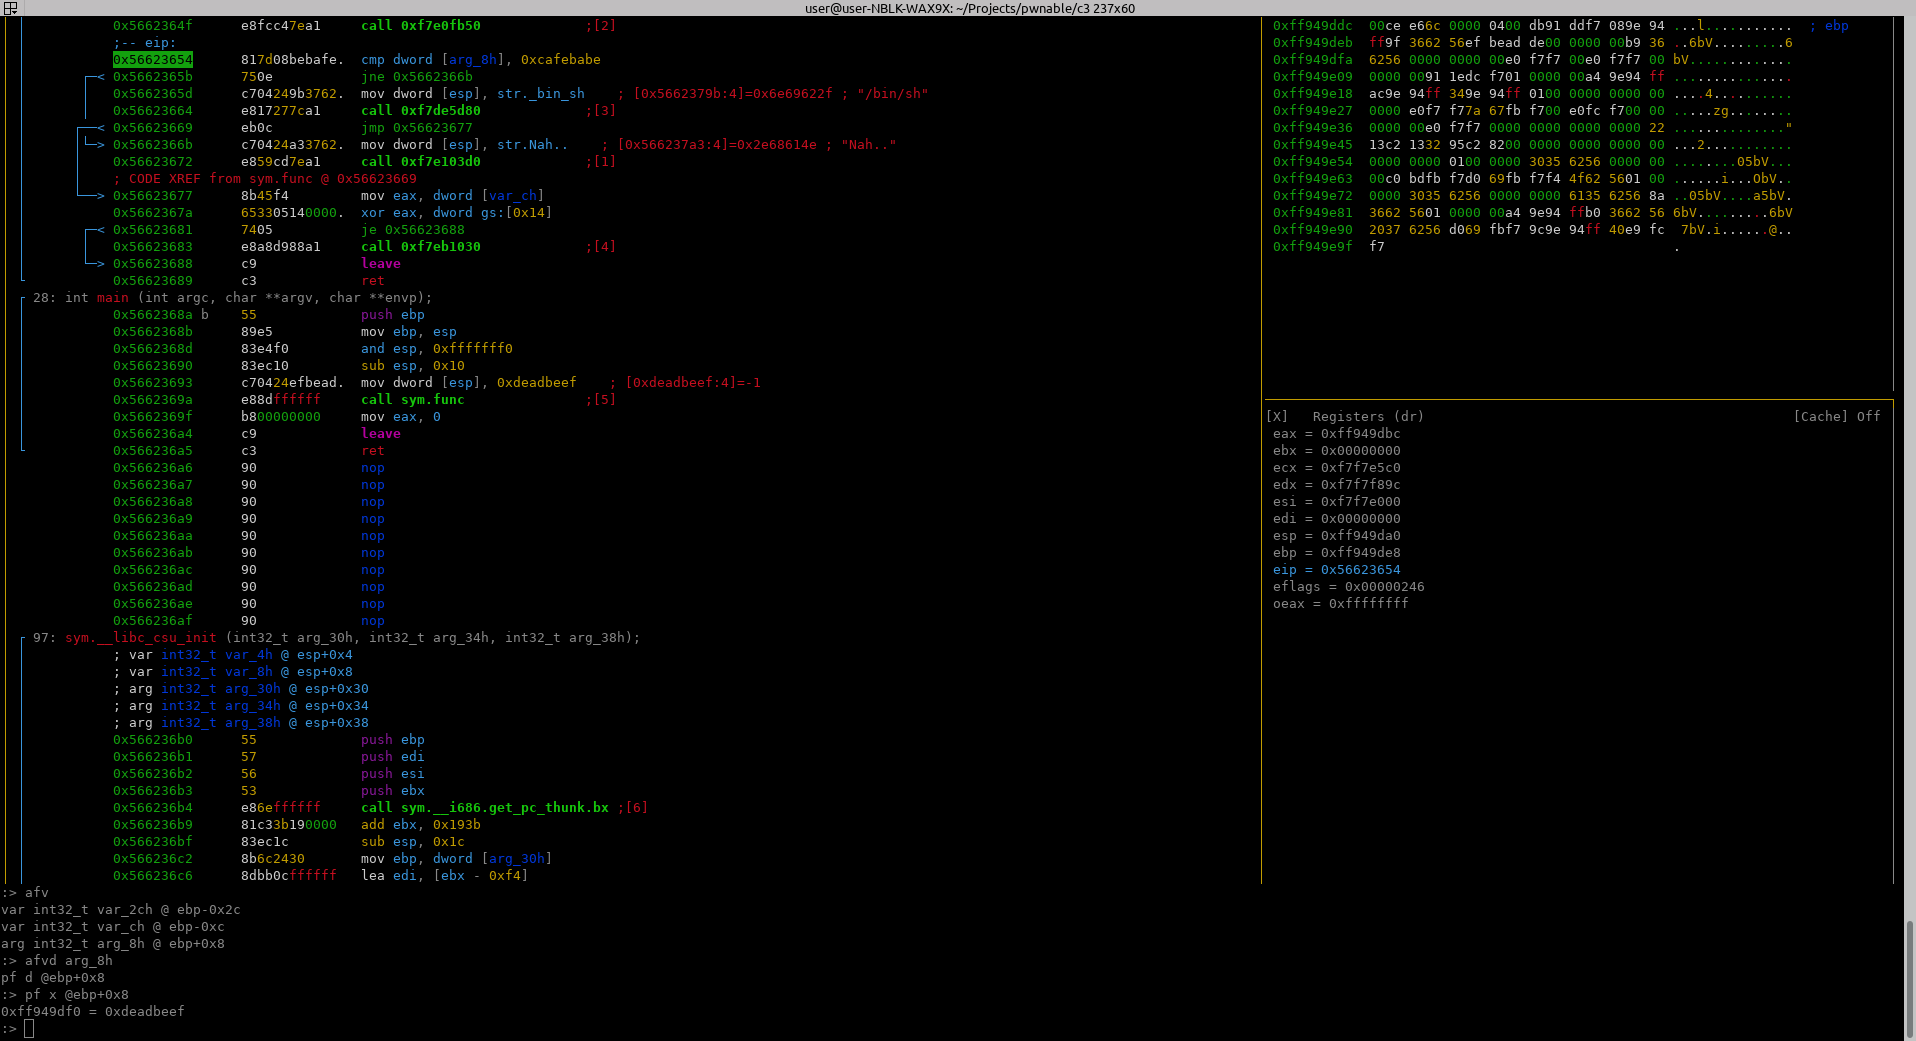 user@user-NBLK-WAX9X: ~/Projects/pwnable/c3 237x60
0x5662364f e8fcc47ea1 call 0xf7e0fb50 ;[2]
;-- eip:
0x56623654 817d08bebafe. cmp dword [arg_8h], 0xcafebabe
0x5662365b 750e jne 0x5662366b
0x5662365d c704249b3762. mov dword [esp], str._bin_sh ; [0x5662379b:4]=0x6e69622f ; "/bin/sh"
0x56623664 e817277ca1 call 0xf7de5d80 ;[3]
0x56623669 eb0c jmp 0x56623677
0x5662366b c70424a33762. mov dword [esp], str.Nah.. ; [0x566237a3:4]=0x2e68614e ; "Nah.."
0x56623672 e859cd7ea1 call 0xf7e103d0 ;[1]
; CODE XREF from sym.func @ 0x56623669
0x56623677 8b45f4 mov eax, dword [var_ch]
0x5662367a 653305140000. xor eax, dword gs:[0x14]
0x56623681 7405 je 0x56623688
0x56623683 e8a8d988a1 call 0xf7eb1030 ;[4]
0x56623688 c9 leave
0x56623689 c3 ret
28: int main (int argc, char **argv, char **envp);
0x5662368a b 55 push ebp
0x5662368b 89e5 mov ebp, esp
0x5662368d 83e4f0 and esp, 0xfffffff0
0x56623690 83ec10 sub esp, 0x10
0x56623693 c70424efbead. mov dword [esp], 0xdeadbeef ; [0xdeadbeef:4]=-1
0x5662369a e88dffffff call sym.func ;[5]
0x5662369f b800000000 mov eax, 0
0x566236a4 c9 leave
0x566236a5 c3 ret
0x566236a6 90 nop
0x566236a7 90 nop
0x566236a8 90 nop
0x566236a9 90 nop
0x566236aa 90 nop
0x566236ab 90 nop
0x566236ac 90 nop
0x566236ad 90 nop
0x566236ae 90 nop
0x566236af 90 nop
97: sym.__libc_csu_init (int32_t arg_30h, int32_t arg_34h, int32_t arg_38h);
; var int32_t var_4h @ esp+0x4
; var int32_t var_8h @ esp+0x8
; arg int32_t arg_30h @ esp+0x30
; arg int32_t arg_34h @ esp+0x34
; arg int32_t arg_38h @ esp+0x38
0x566236b0 55 push ebp
0x566236b1 57 push edi
0x566236b2 56 push esi
0x566236b3 53 push ebx
0x566236b4 e86effffff call sym.__i686.get_pc_thunk.bx ;[6]
0x566236b9 81c33b190000 add ebx, 0x193b
0x566236bf 83ec1c sub esp, 0x1c
0x566236c2 8b6c2430 mov ebp, dword [arg_30h]
0x566236c6 8dbb0cffffff lea edi, [ebx - 0xf4]
0xff949ddc 00ce e66c 0000 0400 db91 ddf7 089e 94 ...l........... ; ebp
0xff949deb ff9f 3662 56ef bead de00 0000 00b9 36 ..6bV.........6
0xff949dfa 6256 0000 0000 00e0 f7f7 00e0 f7f7 00 bV.............
0xff949e09 0000 0091 1edc f701 0000 00a4 9e94 ff ...............
0xff949e18 ac9e 94ff 349e 94ff 0100 0000 0000 00 ....4..........
0xff949e27 0000 e0f7 f77a 67fb f700 e0fc f700 00 .....zg........
0xff949e36 0000 00e0 f7f7 0000 0000 0000 0000 22 .............."
0xff949e45 13c2 1332 95c2 8200 0000 0000 0000 00 ...2...........
0xff949e54 0000 0000 0100 0000 3035 6256 0000 00 ........05bV...
0xff949e63 00c0 bdfb f7d0 69fb f7f4 4f62 5601 00 ......i...ObV..
0xff949e72 0000 3035 6256 0000 0000 6135 6256 8a ..05bV....a5bV.
0xff949e81 3662 5601 0000 00a4 9e94 ffb0 3662 56 6bV.........6bV
0xff949e90 2037 6256 d069 fbf7 9c9e 94ff 40e9 fc 7bV.i......@..
0xff949e9f f7 .
[X] Registers (dr) [Cache] Off
eax = 0xff949dbc
ebx = 0x00000000
ecx = 0xf7f7e5c0
edx = 0xf7f7f89c
esi = 0xf7f7e000
edi = 0x00000000
esp = 0xff949da0
ebp = 0xff949de8
eip = 0x56623654
eflags = 0x00000246
oeax = 0xffffffff
:> afv
var int32_t var_2ch @ ebp-0x2c
var int32_t var_ch @ ebp-0xc
arg int32_t arg_8h @ ebp+0x8
:> afvd arg_8h
pf d @ebp+0x8
:> pf x @ebp+0x8
0xff949df0 = 0xdeadbeef
:>